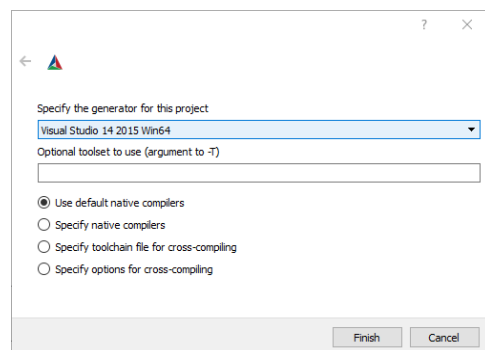 ?
Specify the generator for this project
Visual Studio 14 2015 Win64
Optional toolset to use (argument to -T)
Use default native compilers
Specify native compilers
Specify toolchain file for cross-compiling
Specify options for cross-compiling
Finish Cancel